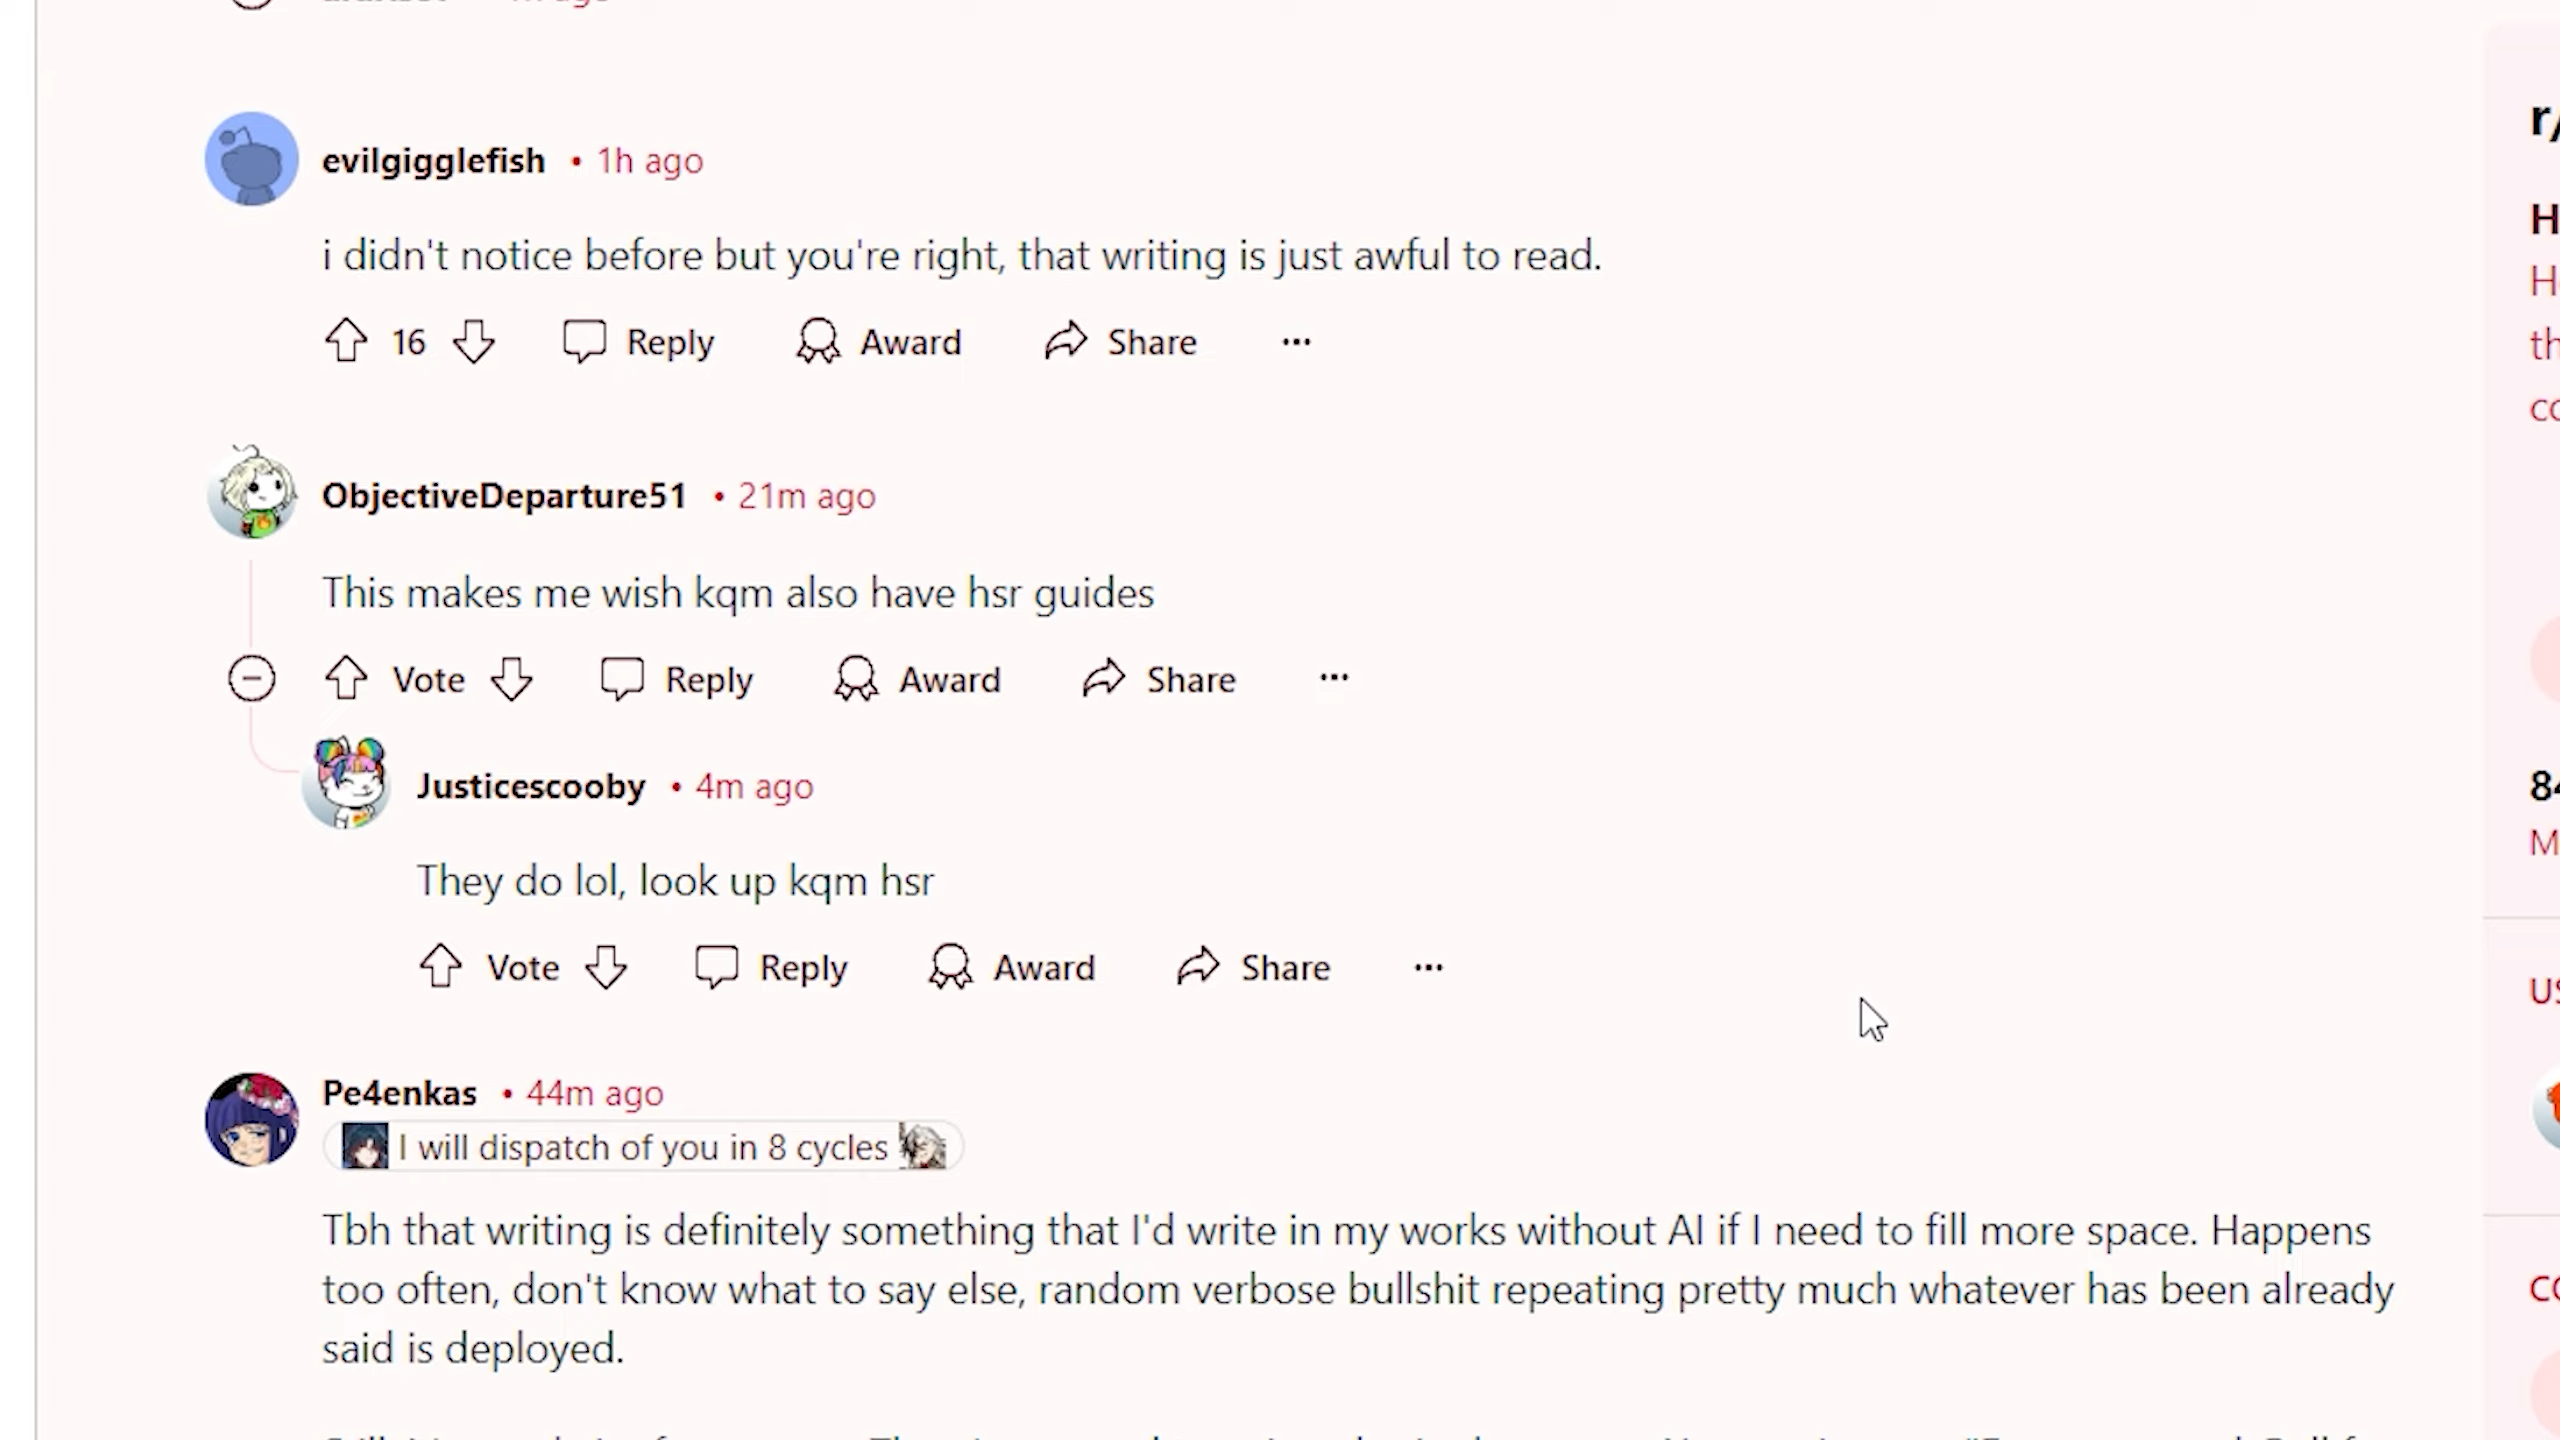 evilgigglefish • 1h ago
i didn't notice before but you're right, that writing is just awful to read.
16 Reply Award Share ...
ObjectiveDeparture51 • 21m ago
This makes me wish kqm also have hsr guides
Vote Reply Award Share ...
Justicescooby • 4m ago
They do lol, look up kqm hsr
Vote Reply Award Share ...
Pe4enkas • 44m ago
I will dispatch of you in 8 cycles
Tbh that writing is definitely something that I'd write in my works without AI if I need to fill more space. Happens
too often, don't know what to say else, random verbose bullshit repeating pretty much whatever has been already
said is deployed.
r/
H
th
co
84
M
US